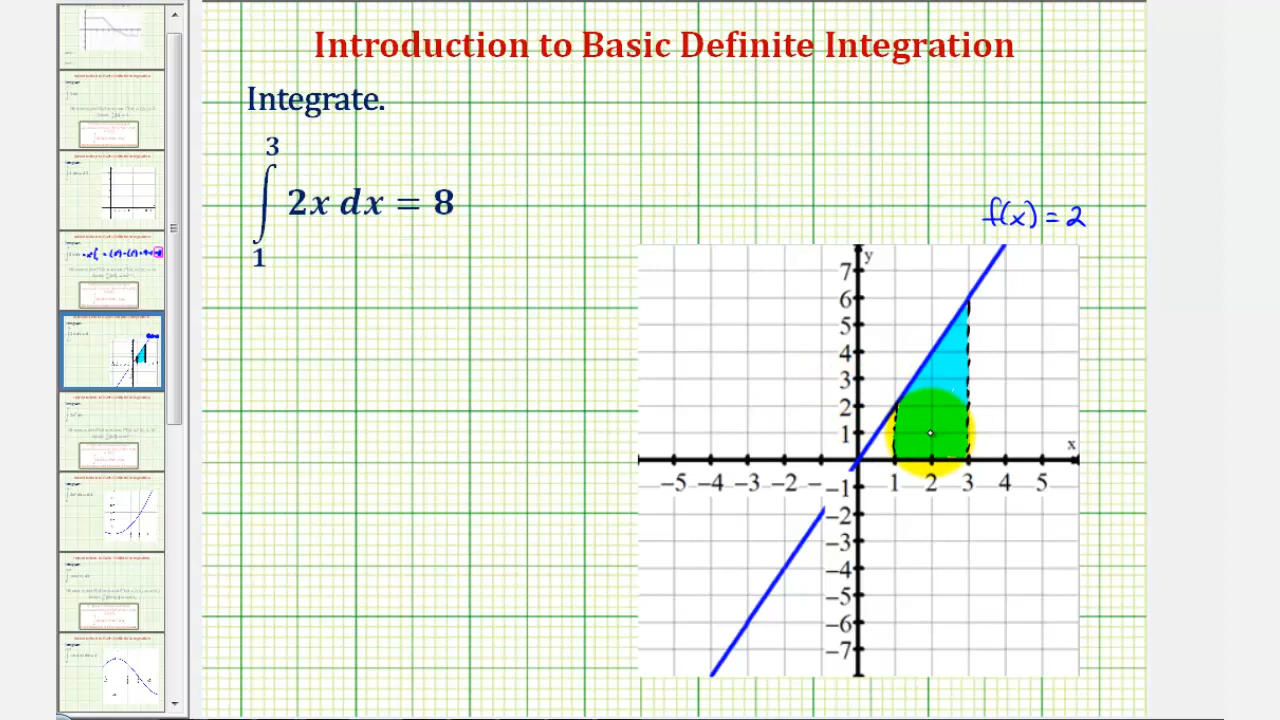 Introduction to Basic Definite Integration
Integrate.
3
∫ 2x dx = 8
1
f(x) = 2
y
7
6
5
4
3
2
1
x
−5 −4 −3 −2 − 1 2 3 4 5
−1
−2
−3
−4
−5
−6
−7